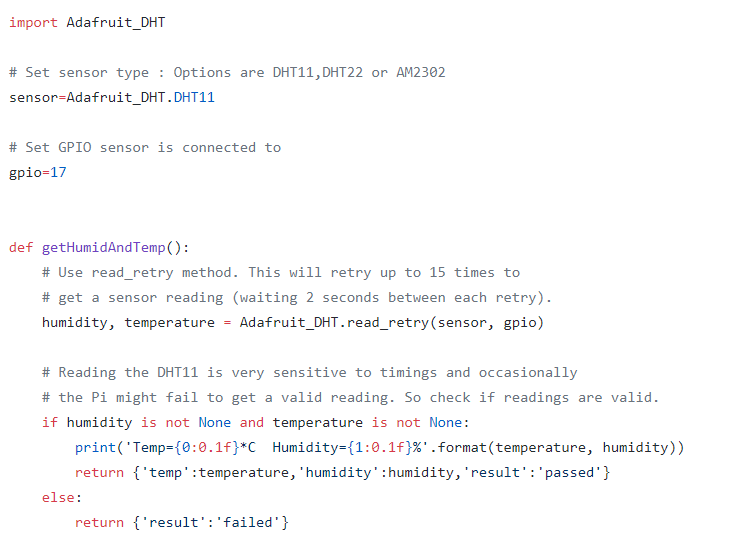 import Adafruit_DHT
# Set sensor type : Options are DHT11,DHT22 or AM2302
sensor=Adafruit_DHT.DHT11
# Set GPIO sensor is connected to
gpio=17
def getHumidAndTemp():
    # Use read_retry method. This will retry up to 15 times to
    # get a sensor reading (waiting 2 seconds between each retry).
    humidity, temperature = Adafruit_DHT.read_retry(sensor, gpio)
    # Reading the DHT11 is very sensitive to timings and occasionally
    # the Pi might fail to get a valid reading. So check if readings are valid.
    if humidity is not None and temperature is not None:
        print('Temp={0:0.1f}*C  Humidity={1:0.1f}%'.format(temperature, humidity))
        return {'temp':temperature,'humidity':humidity,'result':'passed'}
    else:
        return {'result':'failed'}